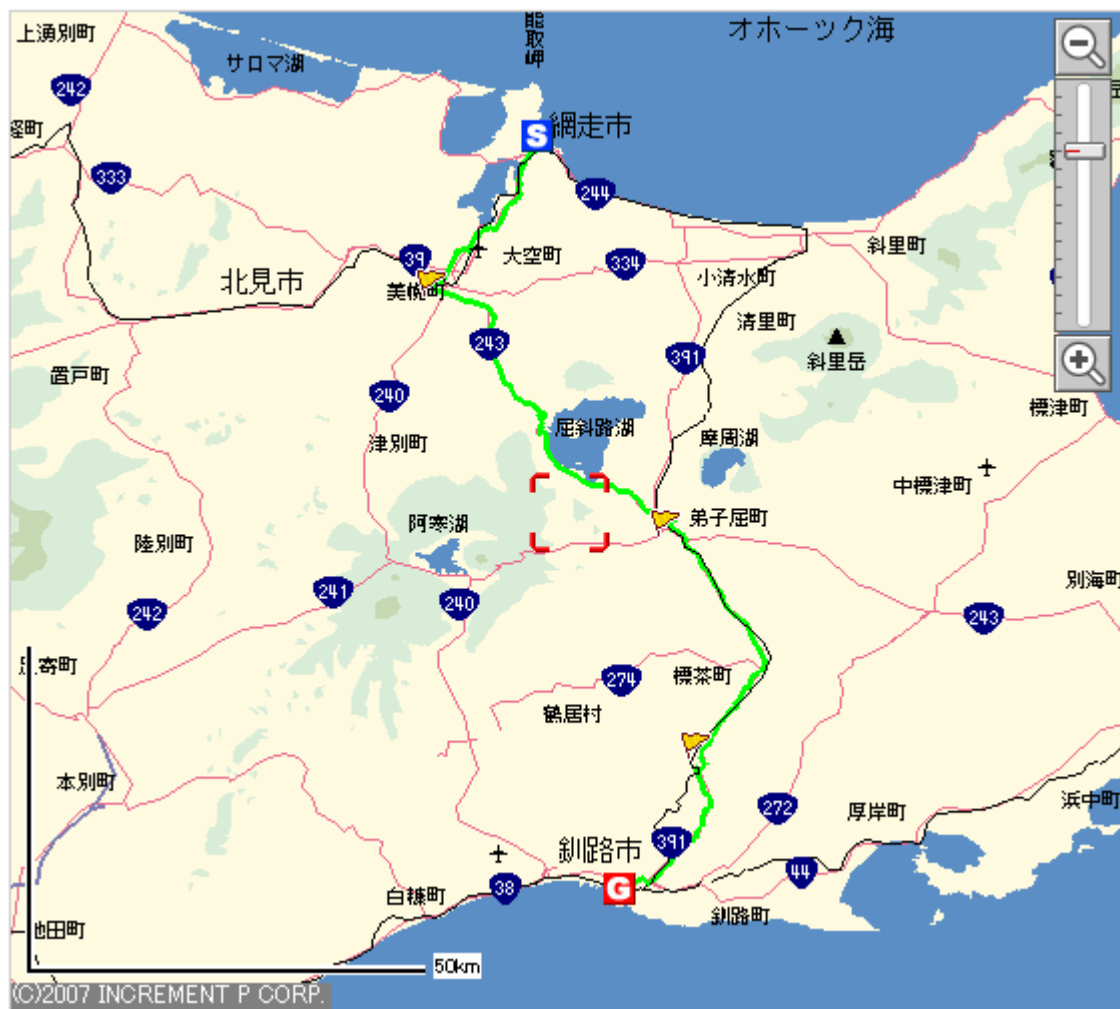 オホーツク海
能取岬
上湧別町
サロマ湖
242
網走市
S
333
244
斜里町
39
大空町
334
北見市
美幌町
小清水町
清里町
243
391
斜里岳
置戸町
240
標津町
屈斜路湖
津別町
摩周湖
中標津町
阿寒湖
弟子屈町
陸別町
別海町
241
240
242
243
274
標茶町
鶴居村
本別町
浜中町
272
厚岸町
391
釧路市
44
38
白糠町
G
釧路町
池田町
50km
(C)2007 INCREMENT P CORP.